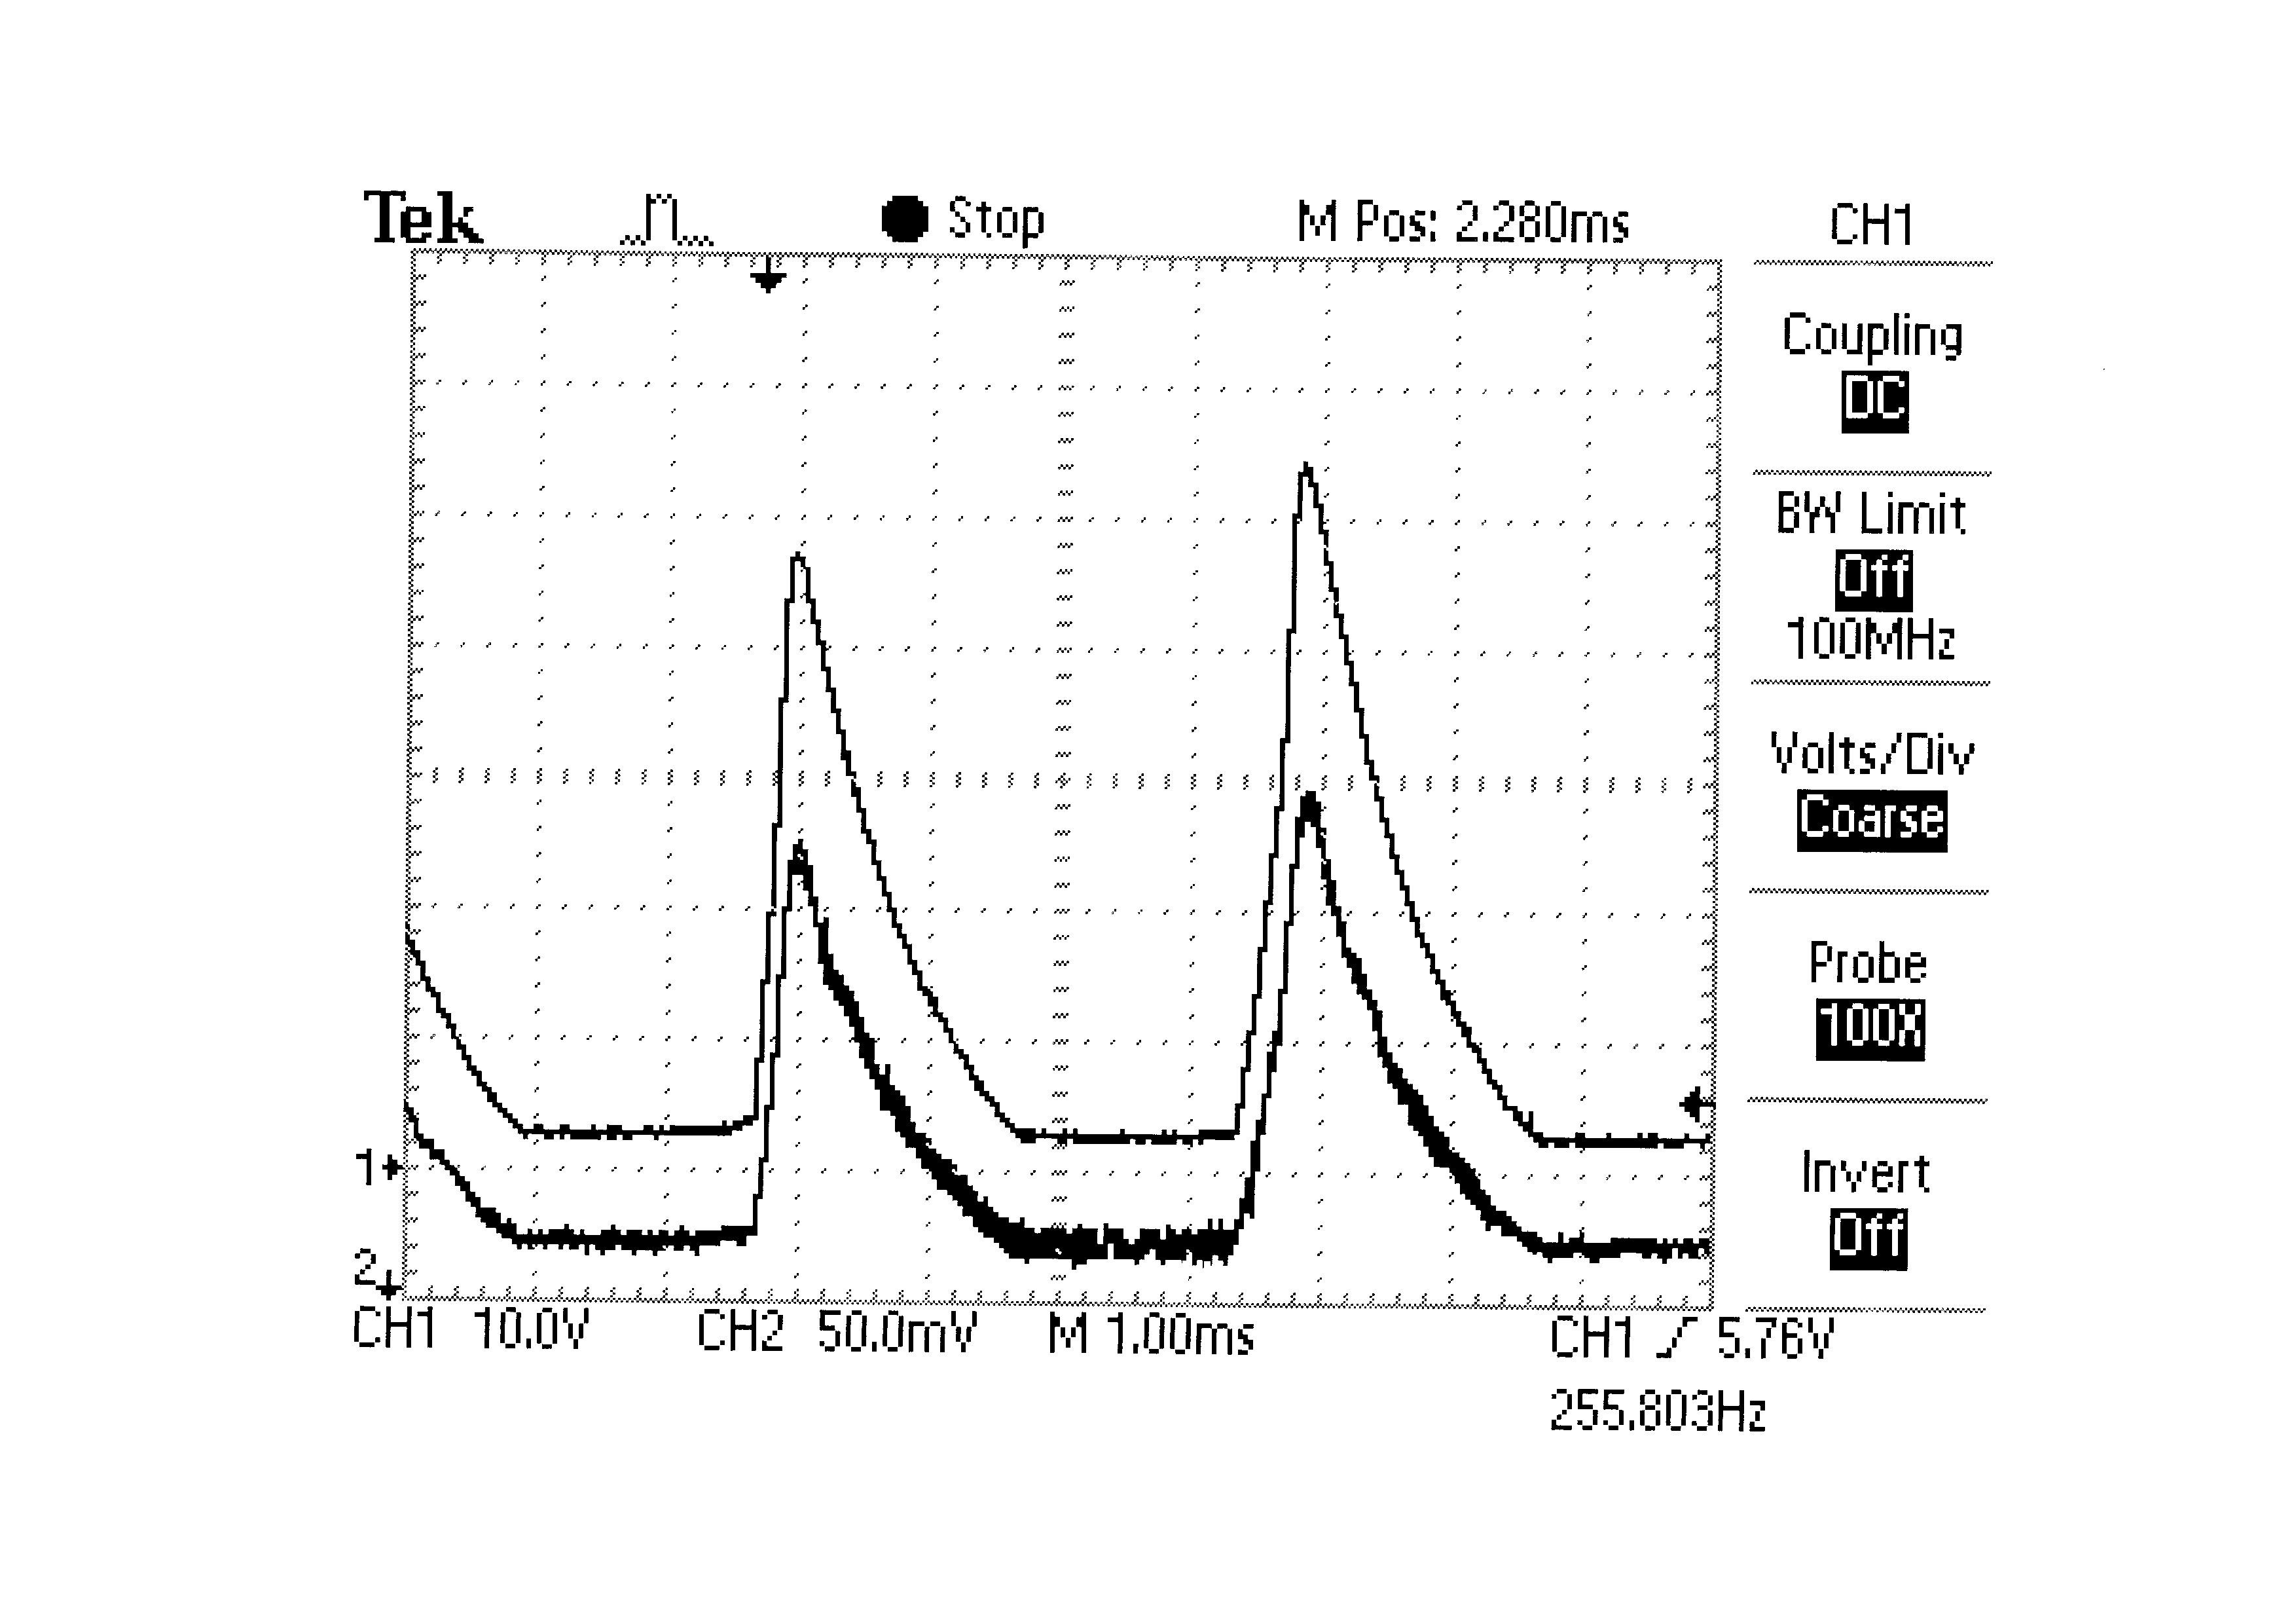 Tek Stop M Pos: 2.280ms CH1
Coupling
DC
BW Limit
Off
100MHz
Volts/Div
Coarse
Probe
100X
Invert
Off
1
2
CH1 10.0V CH2 50.0mV M 1.00ms CH1 5.76V
255.803Hz